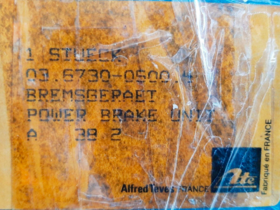 1 STUECK
03.6730-0500.4
BREMSGERAET
POWER BRAKE UNIT
A 38 2
Ate
Alfred Teves
Fabriqué en FRANCE